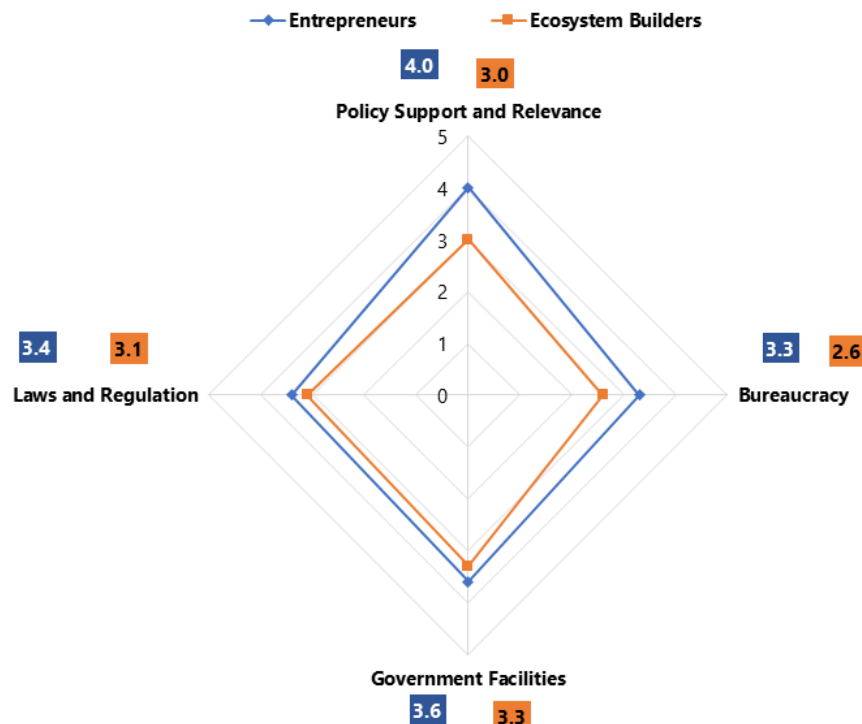 Entrepreneurs Ecosystem Builders
4.0 3.0
Policy Support and Relevance
5
4
3
2
1
0
3.4 3.1
Laws and Regulation
3.3 2.6
Bureaucracy
Government Facilities
3.6 3.3